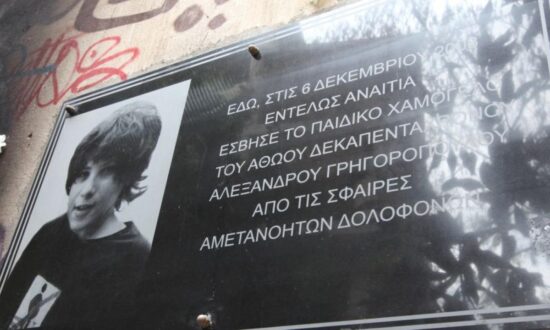 ΕΔΩ, ΣΤΙΣ 6 ΔΕΚΕΜΒΡΙΟΥ
ΕΝΤΕΛΩΣ ΑΝΑΙΤΙΑ
ΕΣΒΗΣΕ ΤΟ ΠΑΙΔΙΚΟ ΧΑΜΟΓΕΛΟ
ΤΟΥ ΑΘΩΟΥ ΔΕΚΑΠΕΝΤΑΧΡΟΝΟΥ
ΑΛΕΞΑΝΔΡΟΥ ΓΡΗΓΟΡΟΠΟΥΛΟΥ
ΑΠΟ ΤΙΣ ΣΦΑΙΡΕΣ
ΑΜΕΤΑΝΟΗΤΩΝ ΔΟΛΟΦΟΝΩΝ